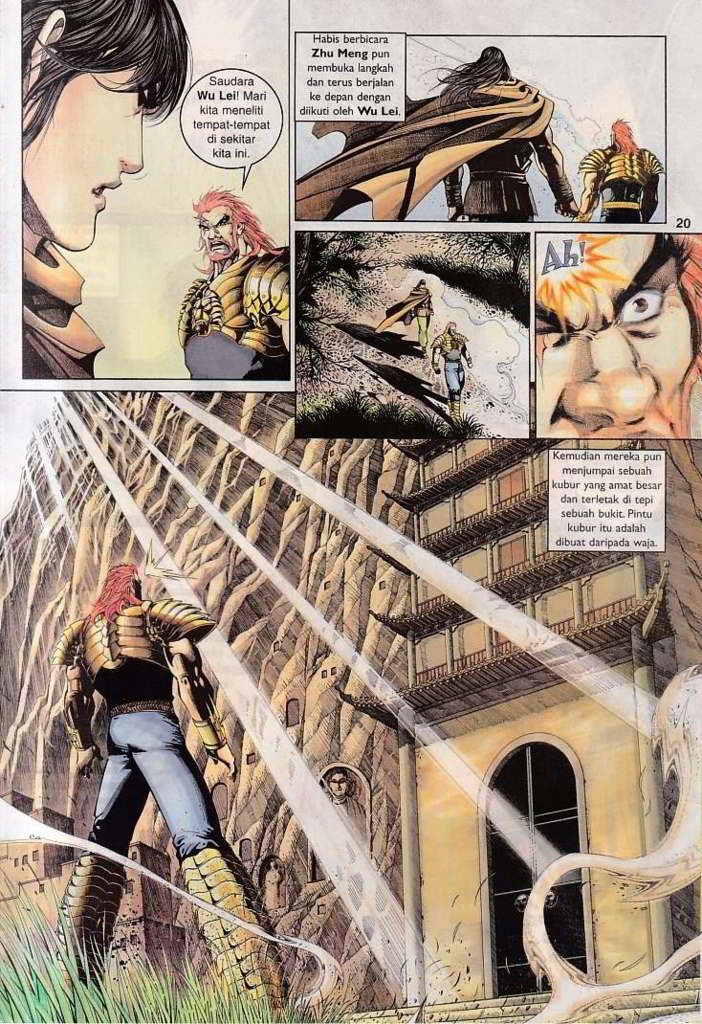 Saudara
Wu Lei! Mari
kita meneliti
tempat-tempat
di sekitar
kita ini.
Habis berbicara
Zhu Meng pun
membuka langkah
dan terus berjalan
ke depan dengan
diikuti oleh Wu Lei.
20
Ah!
Kemudian mereka pun
menjumpai sebuah
kubur yang amat besar
dan terletak di tepi
sebuah bukit. Pintu
kubur itu adalah
dibuat daripada waja.